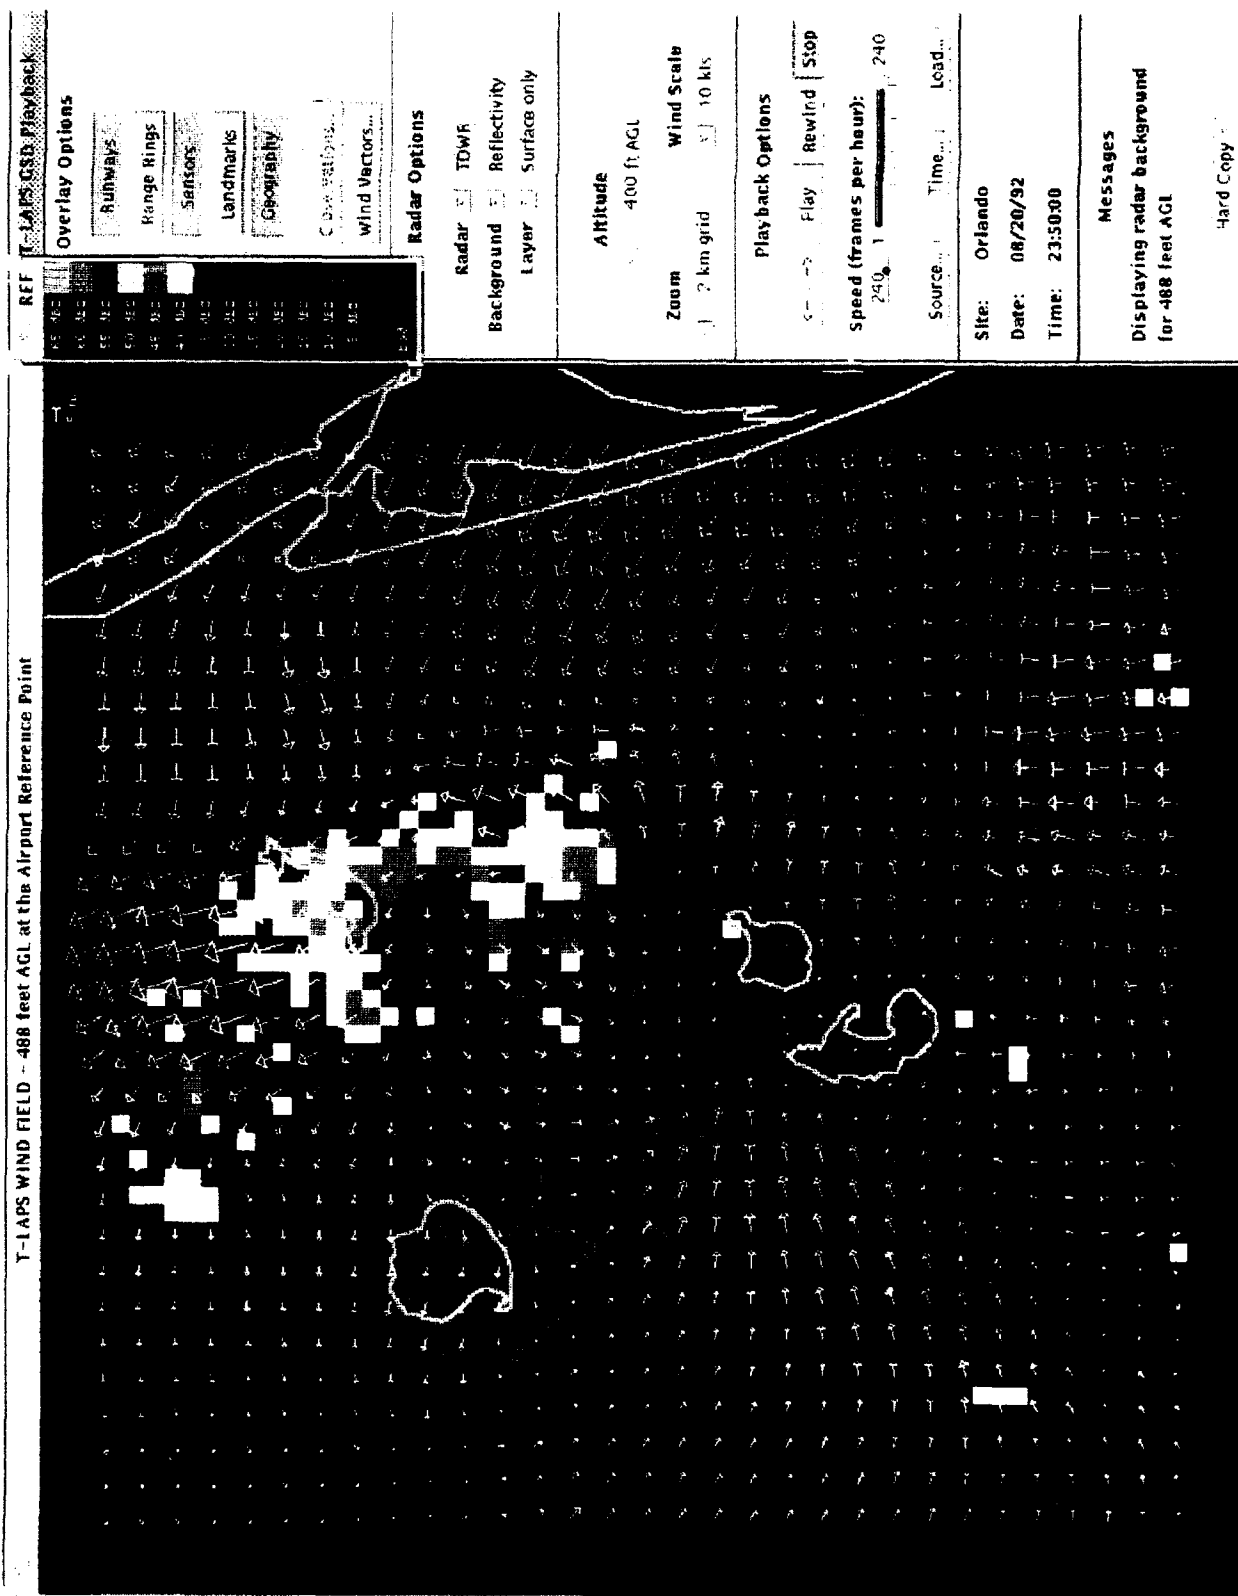 T-LAPS WIND FIELD - 488 feet AGL at the Airport Reference Point
REF
T-LAPS GSD Playback
Overlay Options
Runways
Range Rings
Sensors
Landmarks
Geography
Wind Vectors...
Radar Options
Radar TDWR
Background Reflectivity
Layer Surface only
Altitude
400 ft AGL
Zoom Wind Scale
2 km grid 10 kts
Playback Options
<-- --> Play Rewind Stop
Speed (frames per hour):
240 1 240
Source... Time... Load...
Site: Orlando
Date: 08/20/92
Time: 23:50:00
Messages
Displaying radar background
for 488 feet AGL
Hard Copy